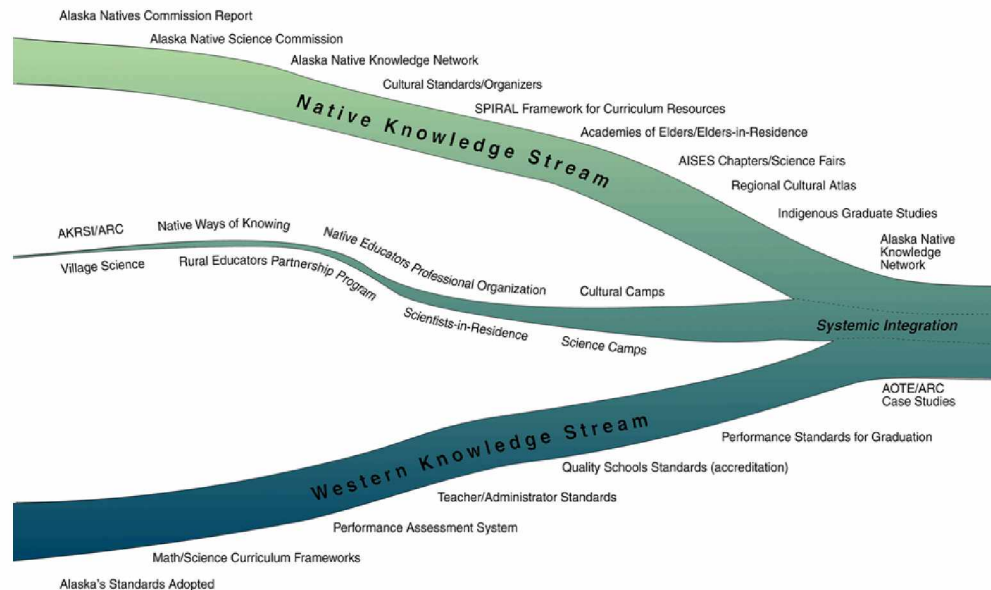 Alaska Natives Commission Report
Alaska Native Science Commission
Alaska Native Knowledge Network
Cultural Standards/Organizers
SPIRAL Framework for Curriculum Resources
Academies of Elders/Elders-in-Residence
AISES Chapters/Science Fairs
Regional Cultural Atlas
Indigenous Graduate Studies
Alaska Native
Knowledge
Network
Native Knowledge Stream
AKRSI/ARC
Native Ways of Knowing
Native Educators Professional Organization
Cultural Camps
Village Science
Rural Educators Partnership Program
Scientists-in-Residence
Science Camps
Systemic Integration
Western Knowledge Stream
AOTE/ARC
Case Studies
Performance Standards for Graduation
Quality Schools Standards (accreditation)
Teacher/Administrator Standards
Performance Assessment System
Math/Science Curriculum Frameworks
Alaska's Standards Adopted